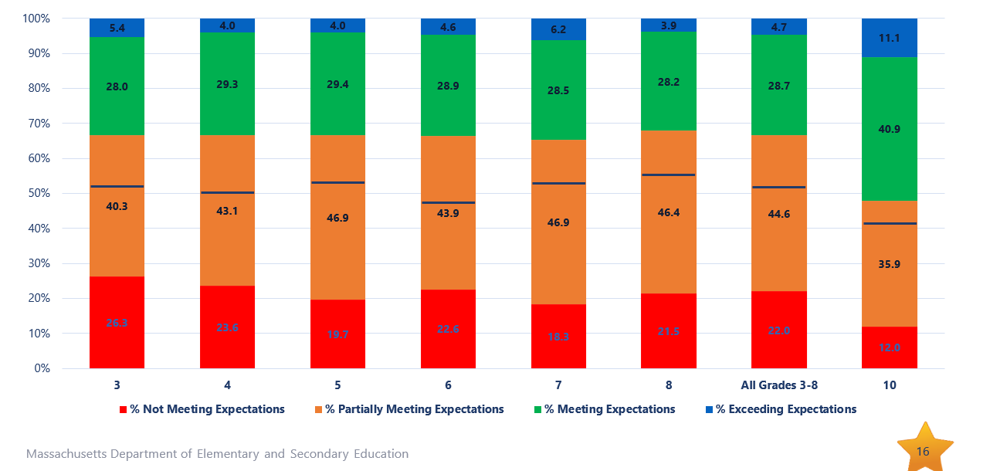 100%
5.4 4.0 4.0 4.6 6.2 3.9 4.7 11.1
90%
28.0 29.3 29.4 28.9 28.5 28.2 28.7 40.9
80%
70%
60%
50%
40.3 43.1 46.9 43.9 46.9 46.4 44.6 35.9
40%
30%
20%
26.3 23.6 19.7 22.6 18.3 21.5 22.0 12.0
10%
0%
3 4 5 6 7 8 All Grades 3-8 10
% Not Meeting Expectations % Partially Meeting Expectations % Meeting Expectations % Exceeding Expectations
Massachusetts Department of Elementary and Secondary Education
16